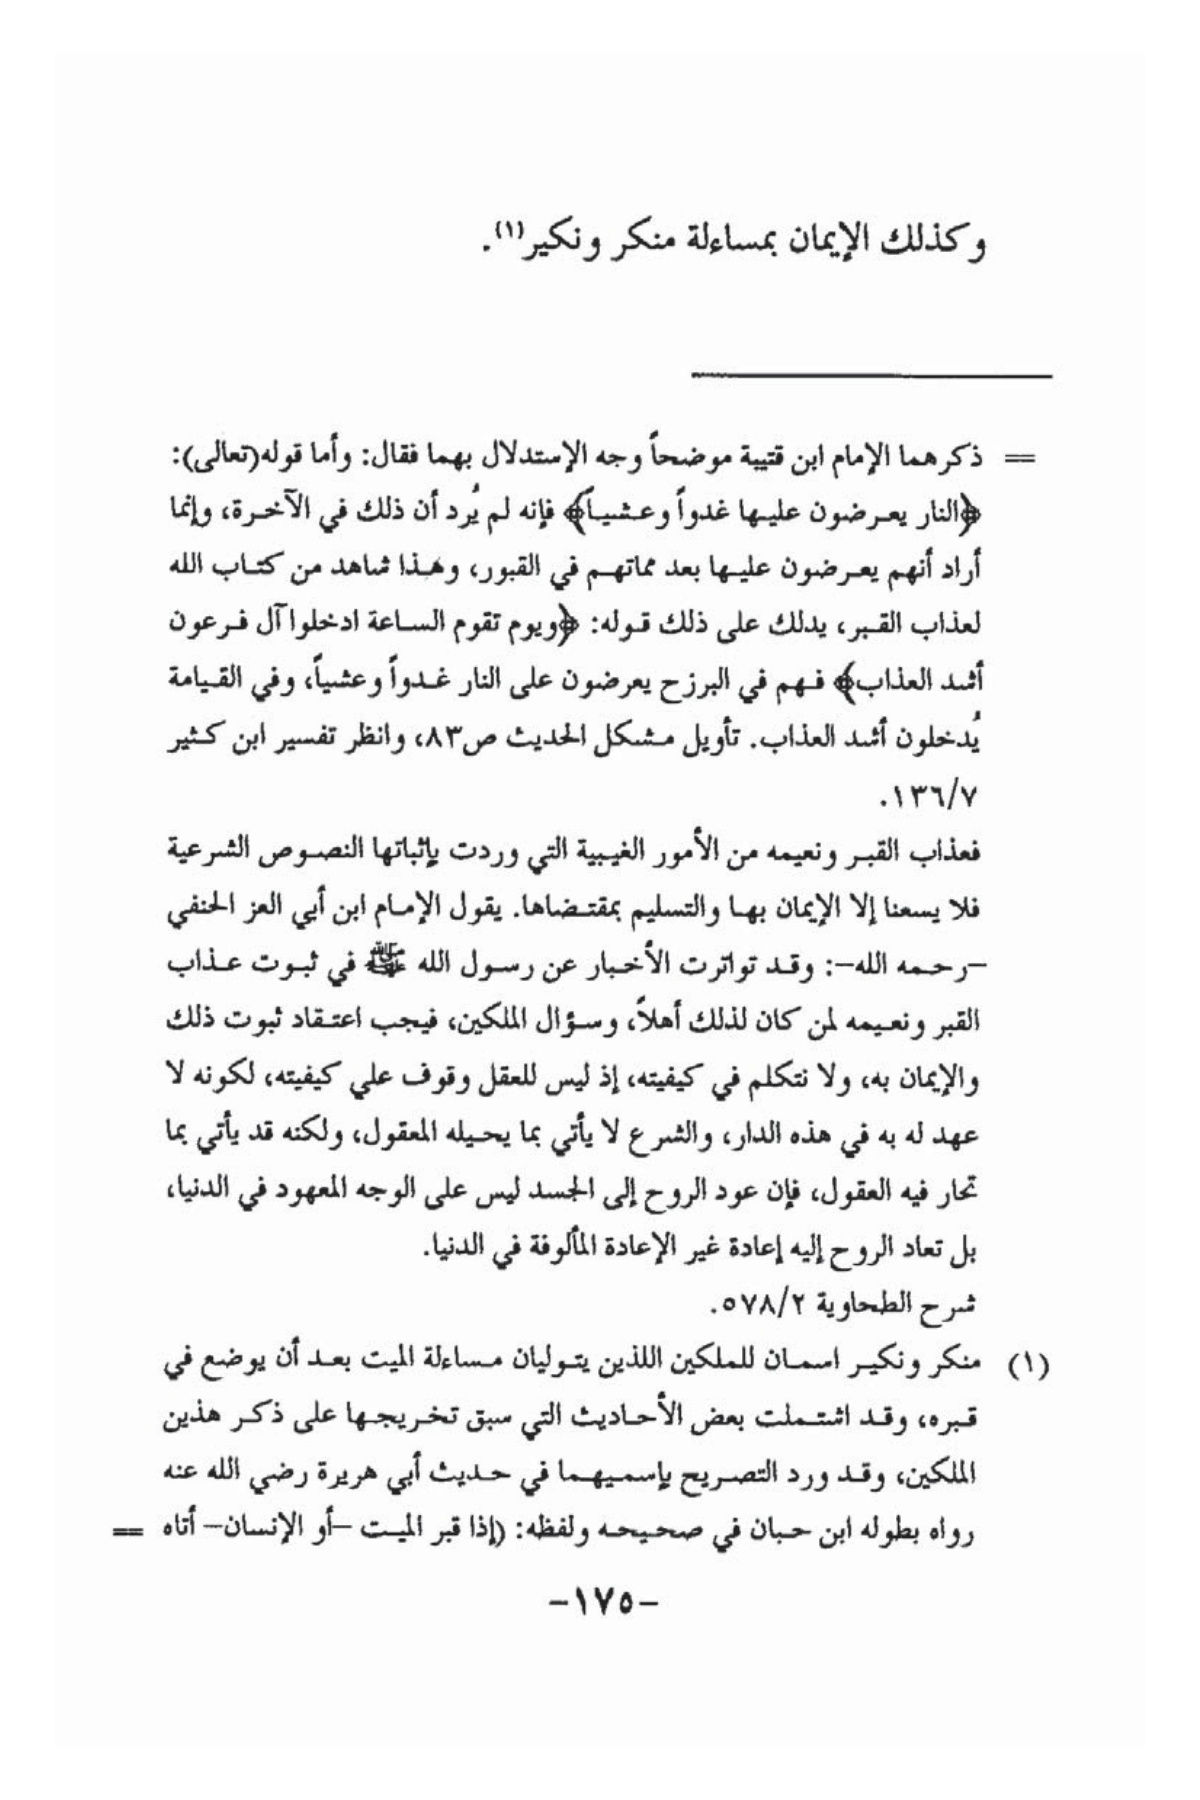 وكذلك الإيمان بمساءلة منكر ونكير(١).
== ذكرهما الإمام ابن قتيبة موضحاً وجه الإستدلال بهما فقال: وأما قوله(تعالى):
﴿النار يعرضون عليها غدواً وعشياً﴾ فإنه لم يُرد أن ذلك في الآخرة، وإنما
أراد أنهم يعرضون عليها بعد مماتهم في القبور، وهذا شاهد من كتاب الله
لعذاب القبر، يدلك على ذلك قوله: ﴿ويوم تقوم الساعة ادخلوا آل فرعون
أشد العذاب﴾ فهم في البرزح يعرضون على النار غدواً وعشياً، وفي القيامة
يُدخلون أشد العذاب. تأويل مشكل الحديث ص٨٣، وانظر تفسير ابن كثير
١٣٦/٧.
فعذاب القبر ونعيمه من الأمور الغيبية التي وردت بإثباتها النصوص الشرعية
فلا يسعنا إلا الإيمان بها والتسليم بمقتضاها. يقول الإمام ابن أبي العز الحنفي
–رحمه الله–: وقد تواترت الأخبار عن رسول الله ﷺ في ثبوت عذاب
القبر ونعيمه لمن كان لذلك أهلاً، وسؤال الملكين، فيجب اعتقاد ثبوت ذلك
والإيمان به، ولا نتكلم في كيفيته، إذ ليس للعقل وقوف علي كيفيته، لكونه لا
عهد له به في هذه الدار، والشرع لا يأتي بما يحيله المعقول، ولكنه قد يأتي بما
تحار فيه العقول، فإن عود الروح إلى الجسد ليس على الوجه المعهود في الدنيا،
بل تعاد الروح إليه إعادة غير الإعادة المألوفة في الدنيا.
شرح الطحاوية ٥٧٨/٢.
(١) منكر ونكير اسمان للملكين اللذين يتوليان مساءلة الميت بعد أن يوضع في
قبره، وقد اشتملت بعض الأحاديث التي سبق تخريجها على ذكر هذين
الملكين، وقد ورد التصريح بإسميهما في حديث أبي هريرة رضي الله عنه
رواه بطوله ابن حبان في صحيحه ولفظه: (إذا قبر الميت –أو الإنسان– أتاه ==
–١٧٥–